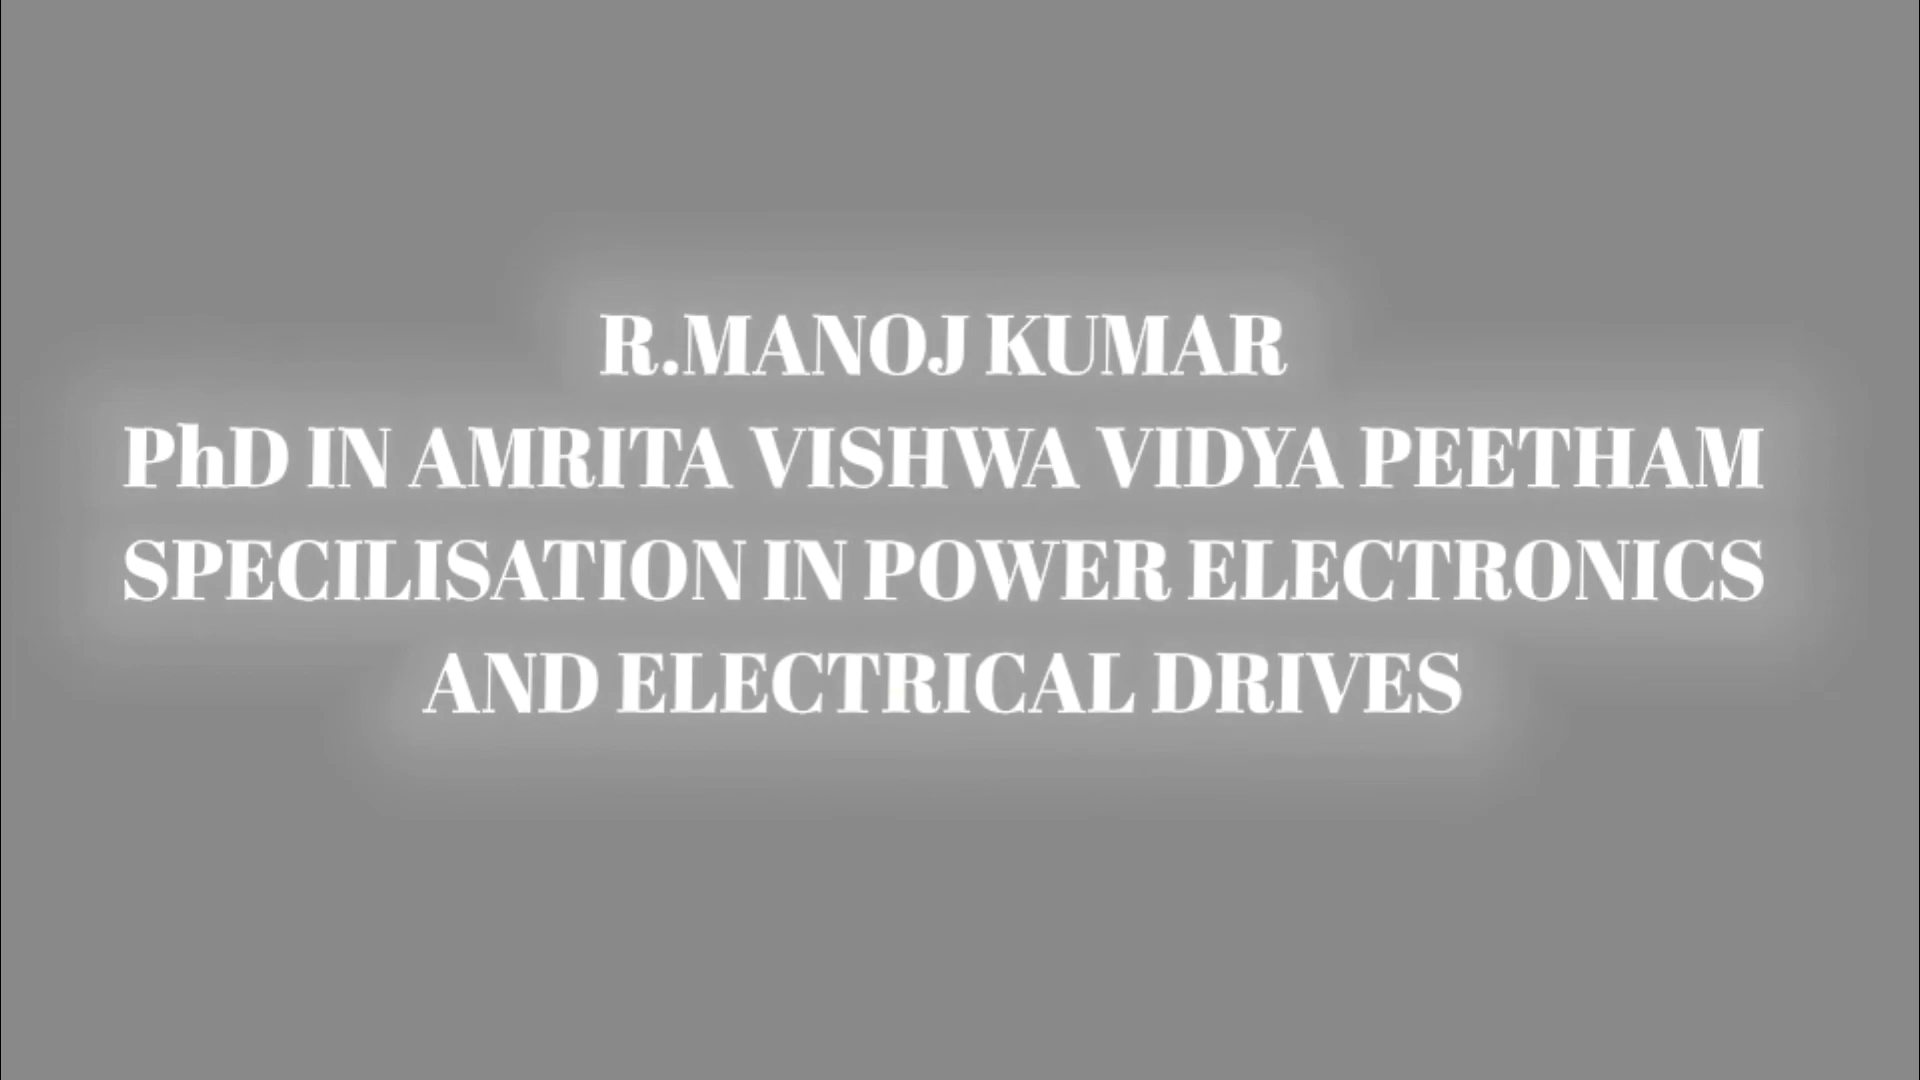 R.MANOJ KUMAR
PhD IN AMRITA VISHWA VIDYA PEETHAM
SPECILISATION IN POWER ELECTRONICS
AND ELECTRICAL DRIVES